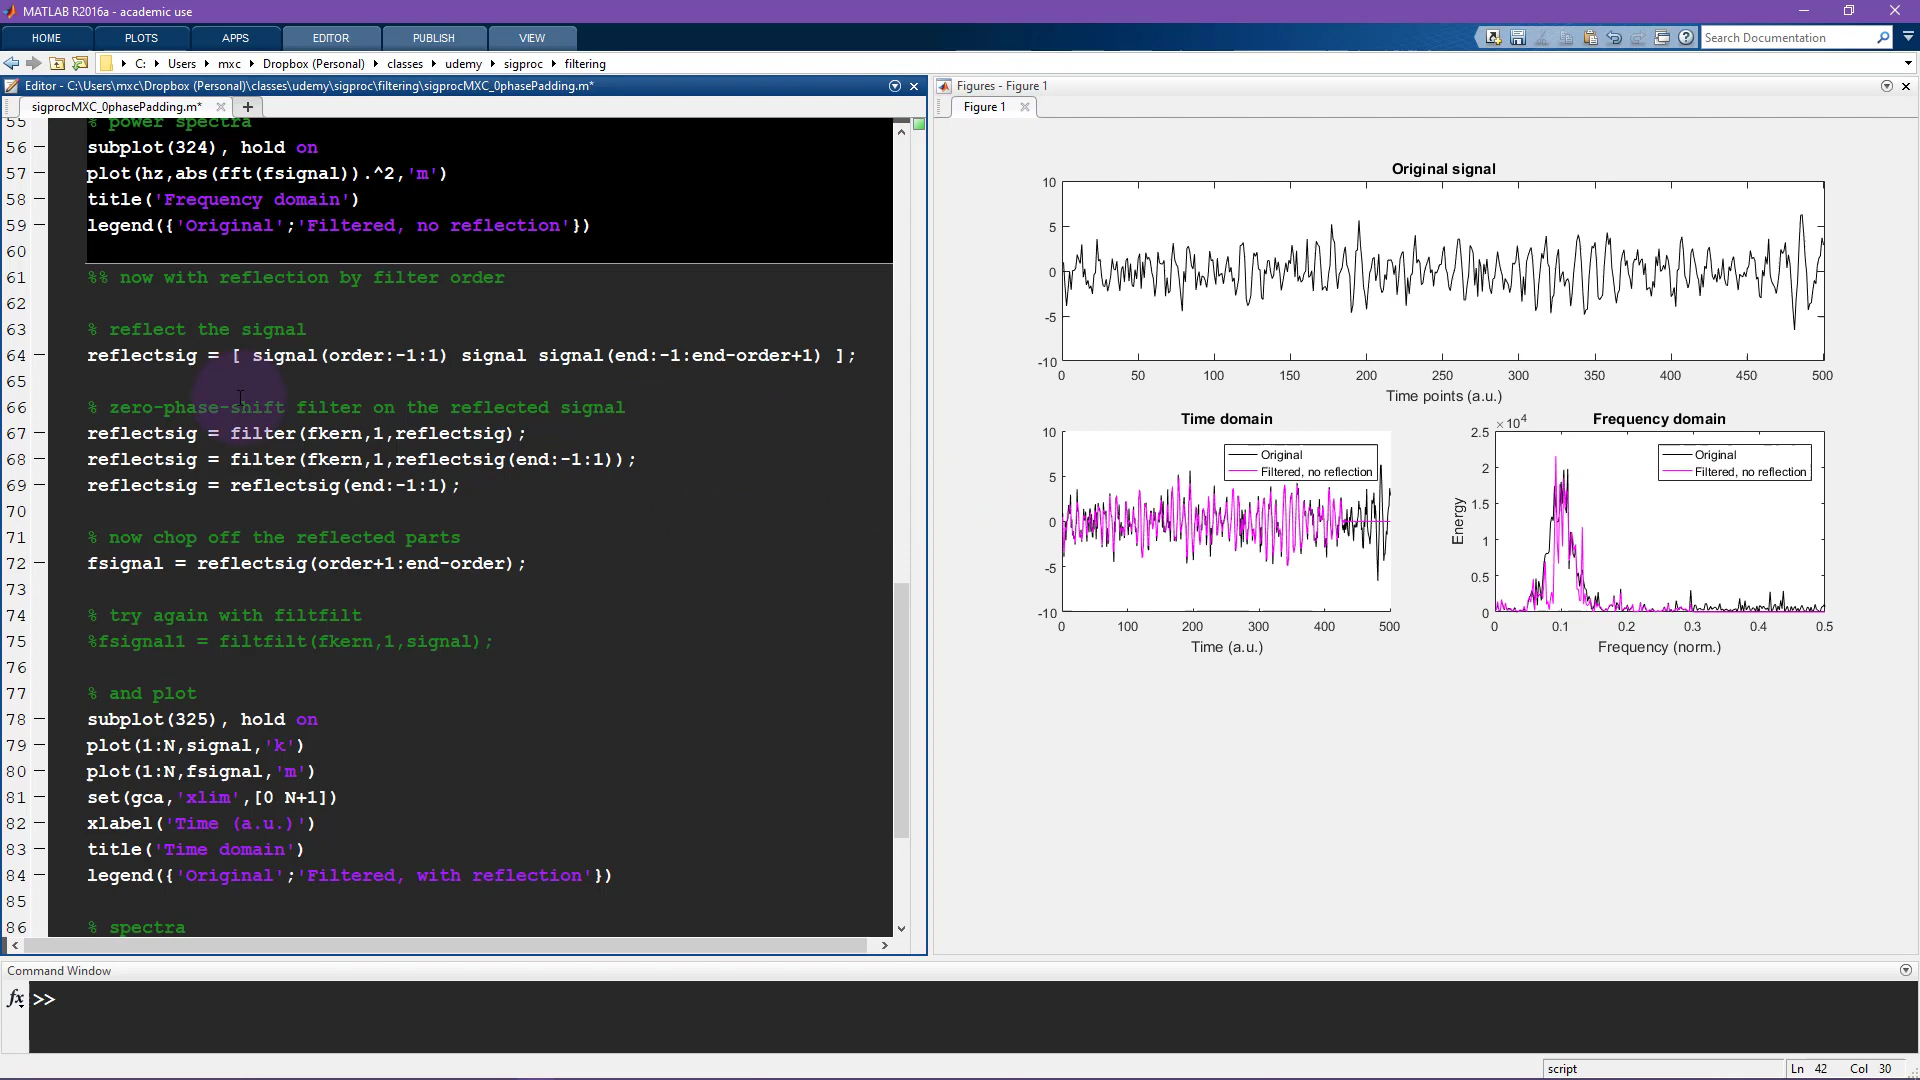 MATLAB R2016a - academic use
HOME PLOTS APPS EDITOR PUBLISH VIEW
Search Documentation
C: Users mxc Dropbox (Personal) classes udemy sigproc filtering
Editor - C:\Users\mxc\Dropbox (Personal)\classes\udemy\sigproc\filtering\sigprocMXC_0phasePadding.m*
sigprocMXC_0phasePadding.m*
55 % power spectra
56 subplot(324), hold on
57 plot(hz,abs(fft(fsignal)).^2,'m')
58 title('Frequency domain')
59 legend({'Original';'Filtered, no reflection'})
60
61 %% now with reflection by filter order
62
63 % reflect the signal
64 reflectsig = [ signal(order:-1:1) signal signal(end:-1:end-order+1) ];
65
66 % zero-phase-shift filter on the reflected signal
67 reflectsig = filter(fkern,1,reflectsig);
68 reflectsig = filter(fkern,1,reflectsig(end:-1:1));
69 reflectsig = reflectsig(end:-1:1);
70
71 % now chop off the reflected parts
72 fsignal = reflectsig(order+1:end-order);
73
74 % try again with filtfilt
75 %fsignal1 = filtfilt(fkern,1,signal);
76
77 % and plot
78 subplot(325), hold on
79 plot(1:N,signal,'k')
80 plot(1:N,fsignal,'m')
81 set(gca,'xlim',[0 N+1])
82 xlabel('Time (a.u.)')
83 title('Time domain')
84 legend({'Original';'Filtered, with reflection'})
85
86 % spectra
Figures - Figure 1
Figure 1
Original signal
10
5
0
-5
-10
0 50 100 150 200 250 300 350 400 450 500
Time points (a.u.)
Time domain
10
5
0
-5
-10
Original
Filtered, no reflection
0 100 200 300 400 500
Time (a.u.)
Frequency domain
× 10^4
2.5
2
1.5
1
0.5
0
Energy
Original
Filtered, no reflection
0 0.1 0.2 0.3 0.4 0.5
Frequency (norm.)
Command Window
fx >>
script Ln 42 Col 30